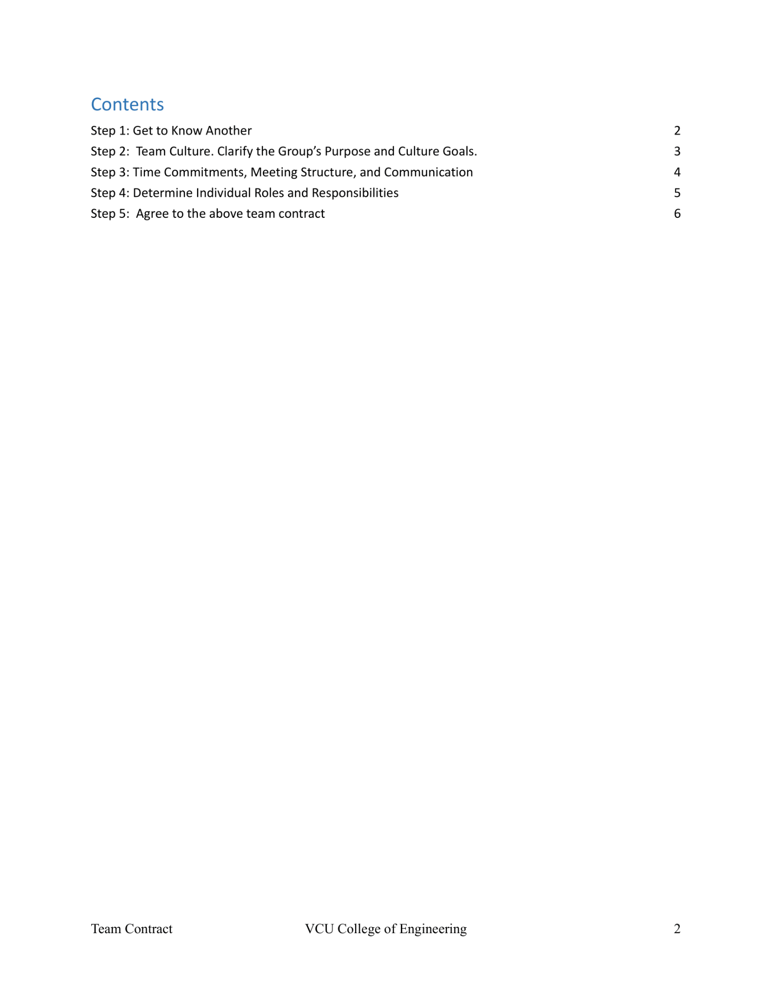 Contents
Step 1: Get to Know Another 2
Step 2:  Team Culture. Clarify the Group’s Purpose and Culture Goals. 3
Step 3: Time Commitments, Meeting Structure, and Communication 4
Step 4: Determine Individual Roles and Responsibilities 5
Step 5:  Agree to the above team contract 6
Team Contract VCU College of Engineering 2